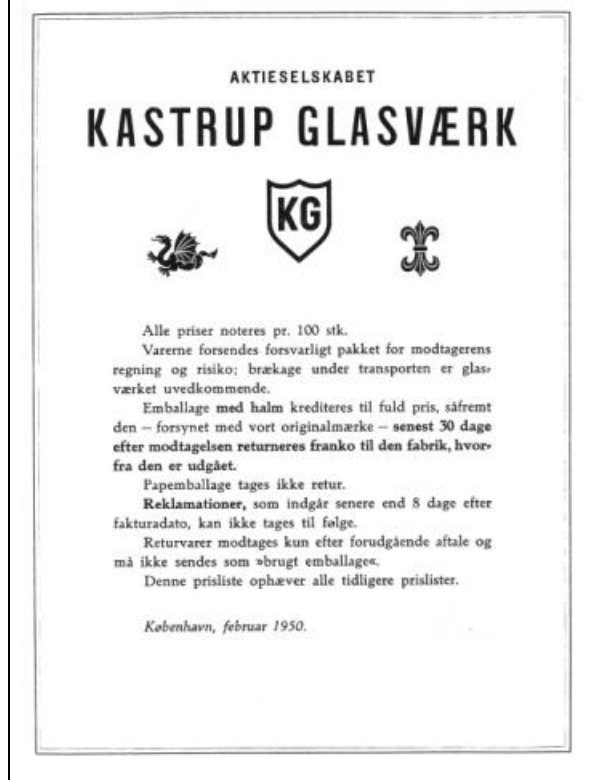 AKTIESELSKABET
KASTRUP GLASVÆRK
KG
Alle priser noteres pr. 100 stk.
Varerne forsendes forsvarligt pakket for modtagerens
regning og risiko; brækage under transporten er glas-
værket uvedkommende.
Emballage med halm krediteres til fuld pris, såfremt
den — forsynet med vort originalmærke — senest 30 dage
efter modtagelsen returneres franko til den fabrik, hvor-
fra den er udgået.
Papemballage tages ikke retur.
Reklamationer, som indgår senere end 8 dage efter
fakturadato, kan ikke tages til følge.
Returvarer modtages kun efter forudgående aftale og
må ikke sendes som »brugt emballage«.
Denne prisliste ophæver alle tidligere prislister.
København, februar 1950.